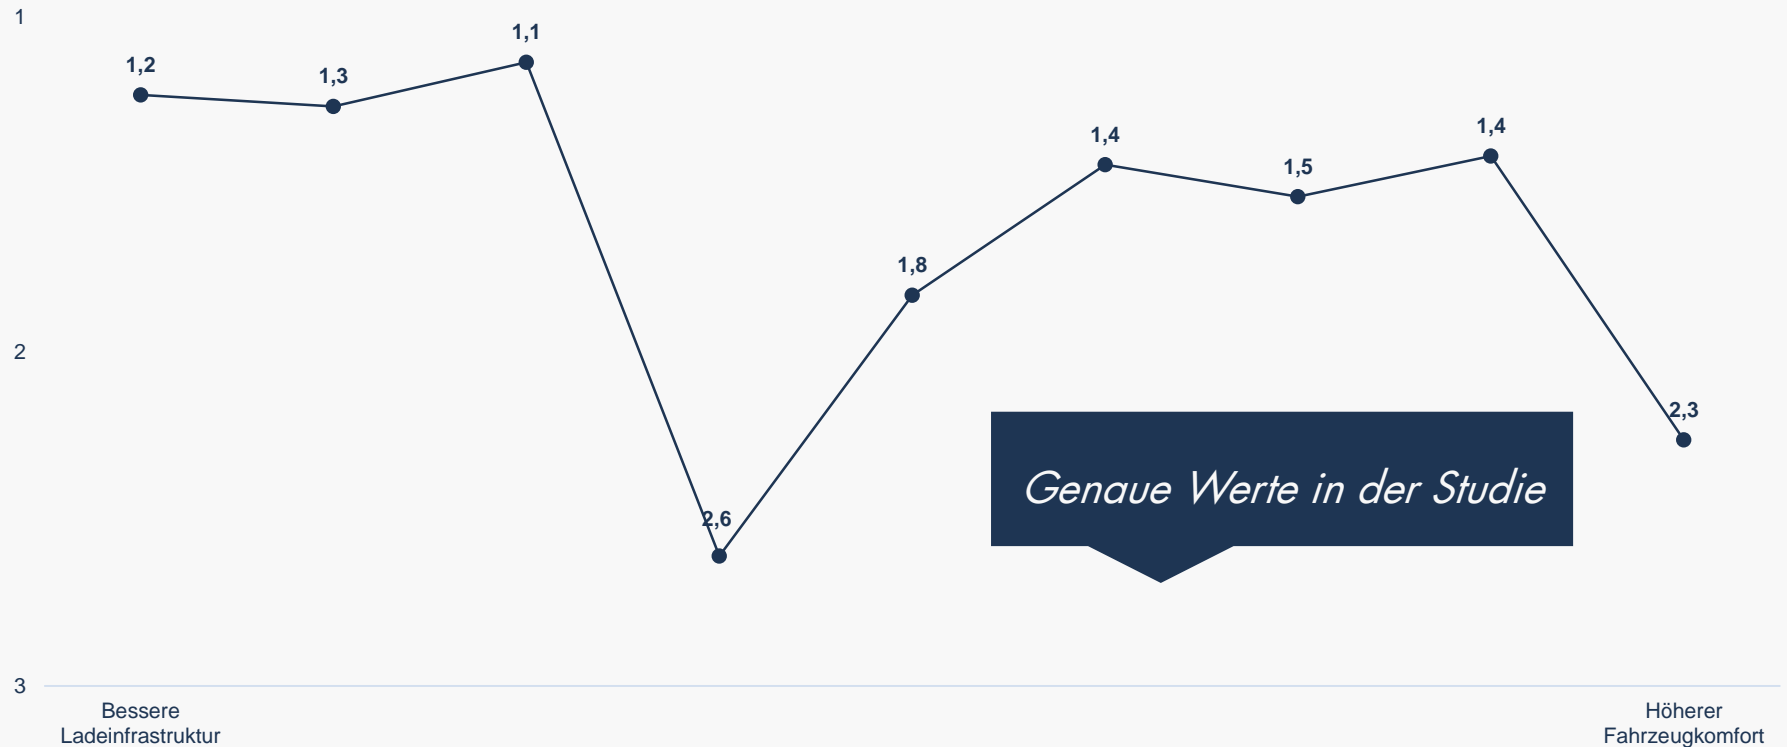 1
1,2
1,3
1,1
1,4
1,5
1,4
1,8
2
2,3
2,6
Genaue Werte in der Studie
3
Bessere
Ladeinfrastruktur
Höherer
Fahrzeugkomfort